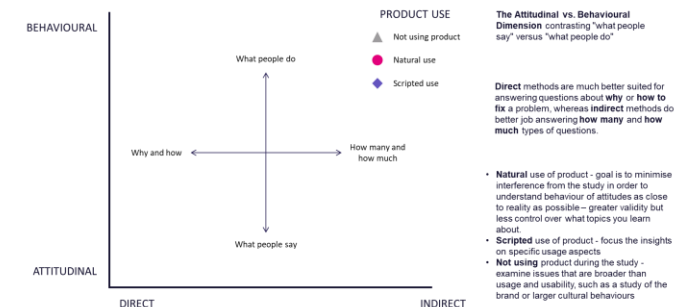 BEHAVIOURAL
ATTITUDINAL
DIRECT
INDIRECT
What people do
Why and how
How many and
how much
What people say
PRODUCT USE
Not using product
Natural use
Scripted use
The Attitudinal vs. Behavioural
Dimension contrasting "what people
say" versus "what people do"
Direct methods are much better suited for
answering questions about why or how to
fix a problem, whereas indirect methods do
better job answering how many and how
much types of questions.
• Natural use of product - goal is to minimise
interference from the study in order to
understand behaviour of attitudes as close
to reality as possible – greater validity but
less control over what topics you learn
about.
• Scripted use of product - focus the insights
on specific usage aspects
• Not using product during the study -
examine issues that are broader than
usage and usability, such as a study of the
brand or larger cultural behaviours